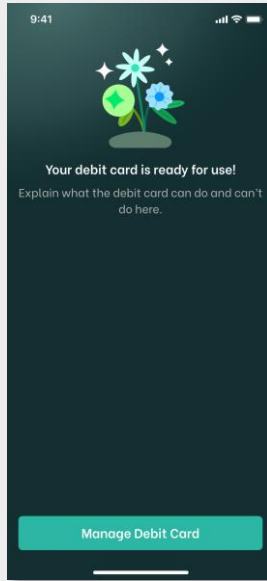 9:41
Your debit card is ready for use!
Explain what the debit card can do and can't
do here.
Manage Debit Card